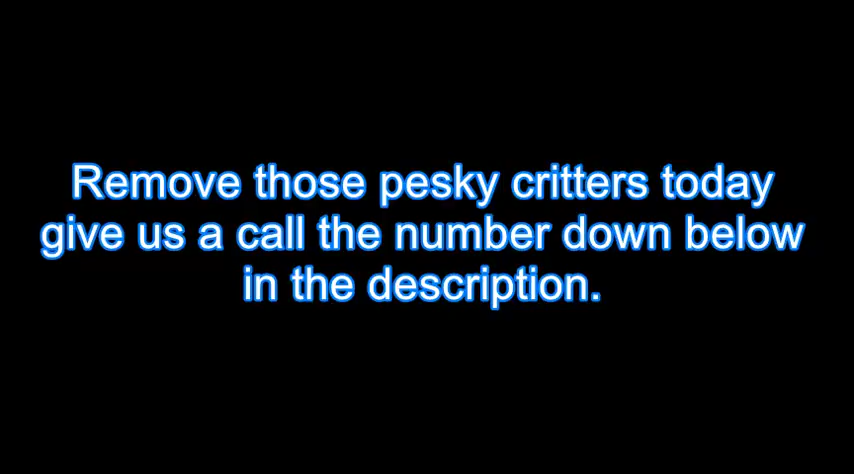 Remove those pesky critters today
give us a call the number down below
in the description.